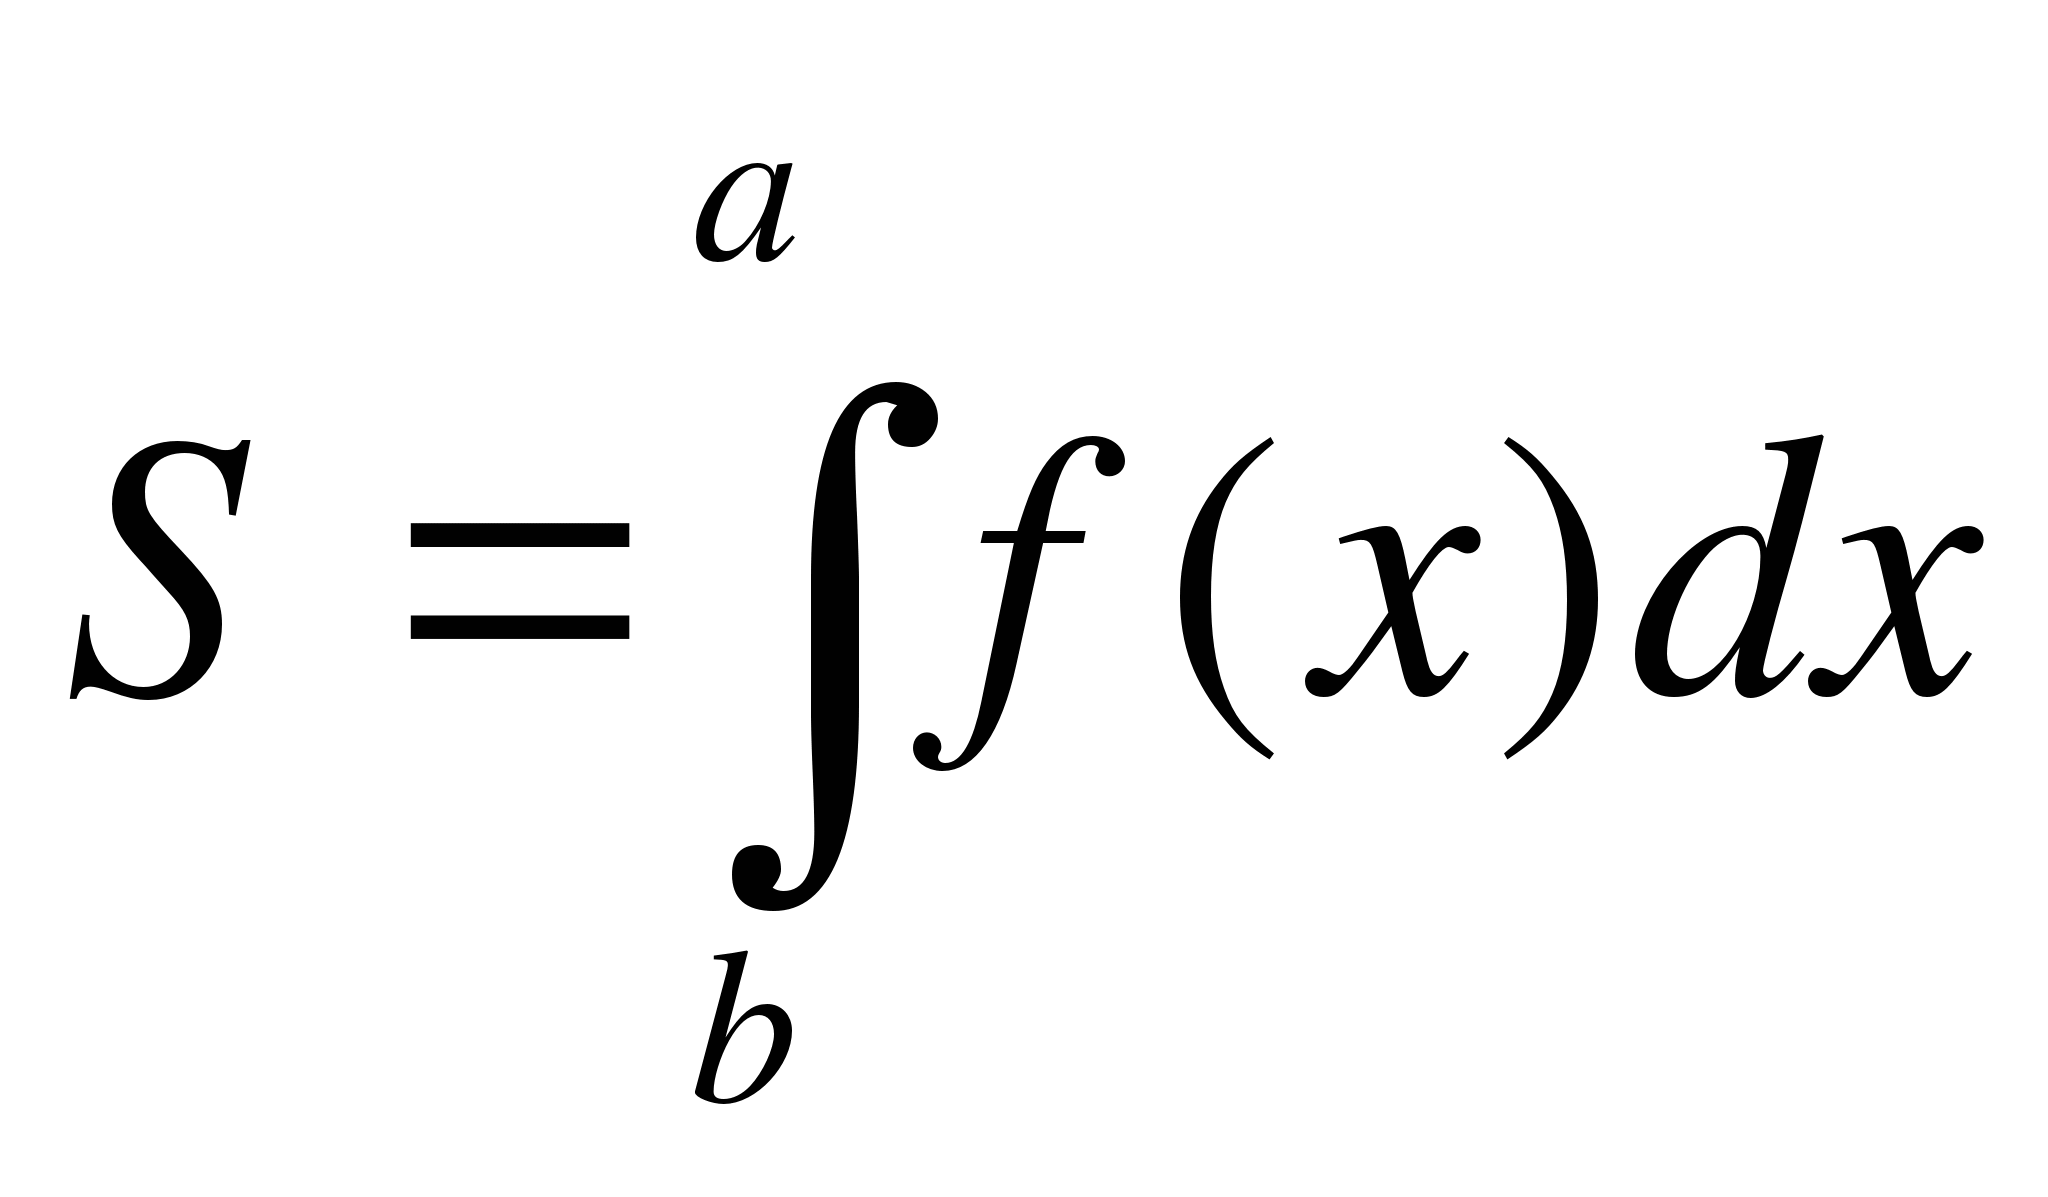 a
S = ∫ f (x)dx
b